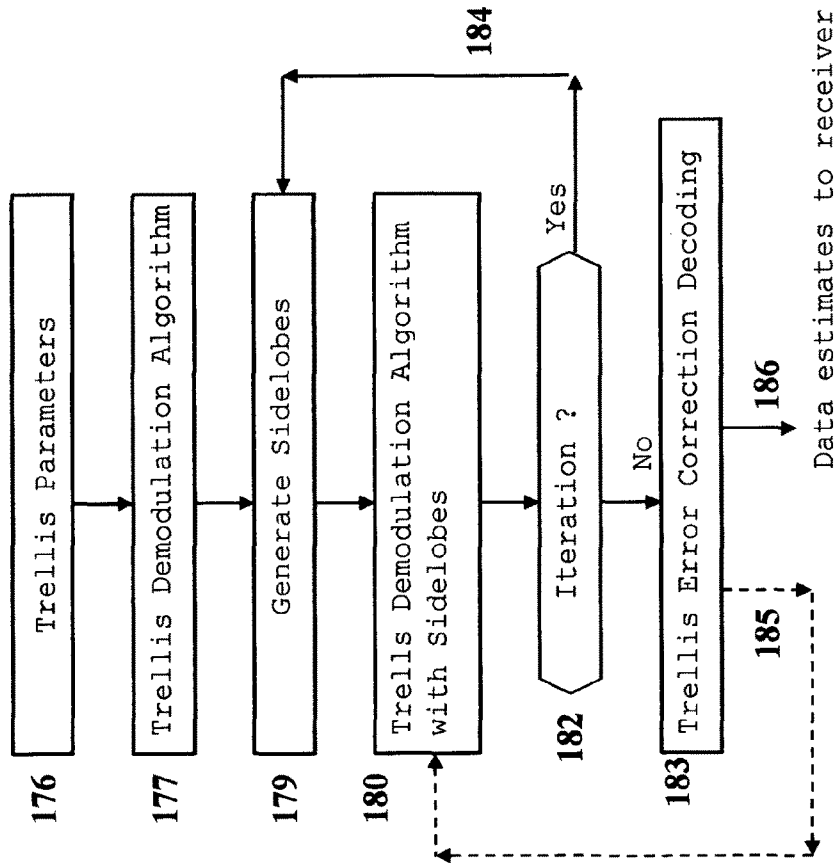 176
Trellis Parameters
177
Trellis Demodulation Algorithm
179
Generate Sidelobes
180
Trells Demodulation Algorithm
with Sidelobes
184
182
Iteration ?
Yes
No
183
Trellis Error Correction Decoding
185
186
Data estimates to receiver